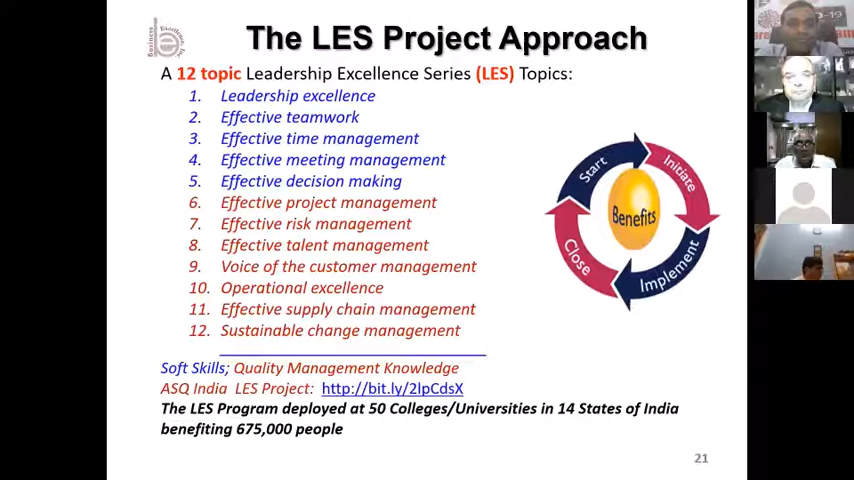 The LES Project Approach
Business Excellence, Inc.
A 12 topic Leadership Excellence Series (LES) Topics:
1. Leadership excellence
2. Effective teamwork
3. Effective time management
4. Effective meeting management
5. Effective decision making
6. Effective project management
7. Effective risk management
8. Effective talent management
9. Voice of the customer management
10. Operational excellence
11. Effective supply chain management
12. Sustainable change management
Start
Initiate
Benefits
Close
Implement
Soft Skills; Quality Management Knowledge
ASQ India LES Project: http://bit.ly/2lpCdsX
The LES Program deployed at 50 Colleges/Universities in 14 States of India
benefiting 675,000 people
21